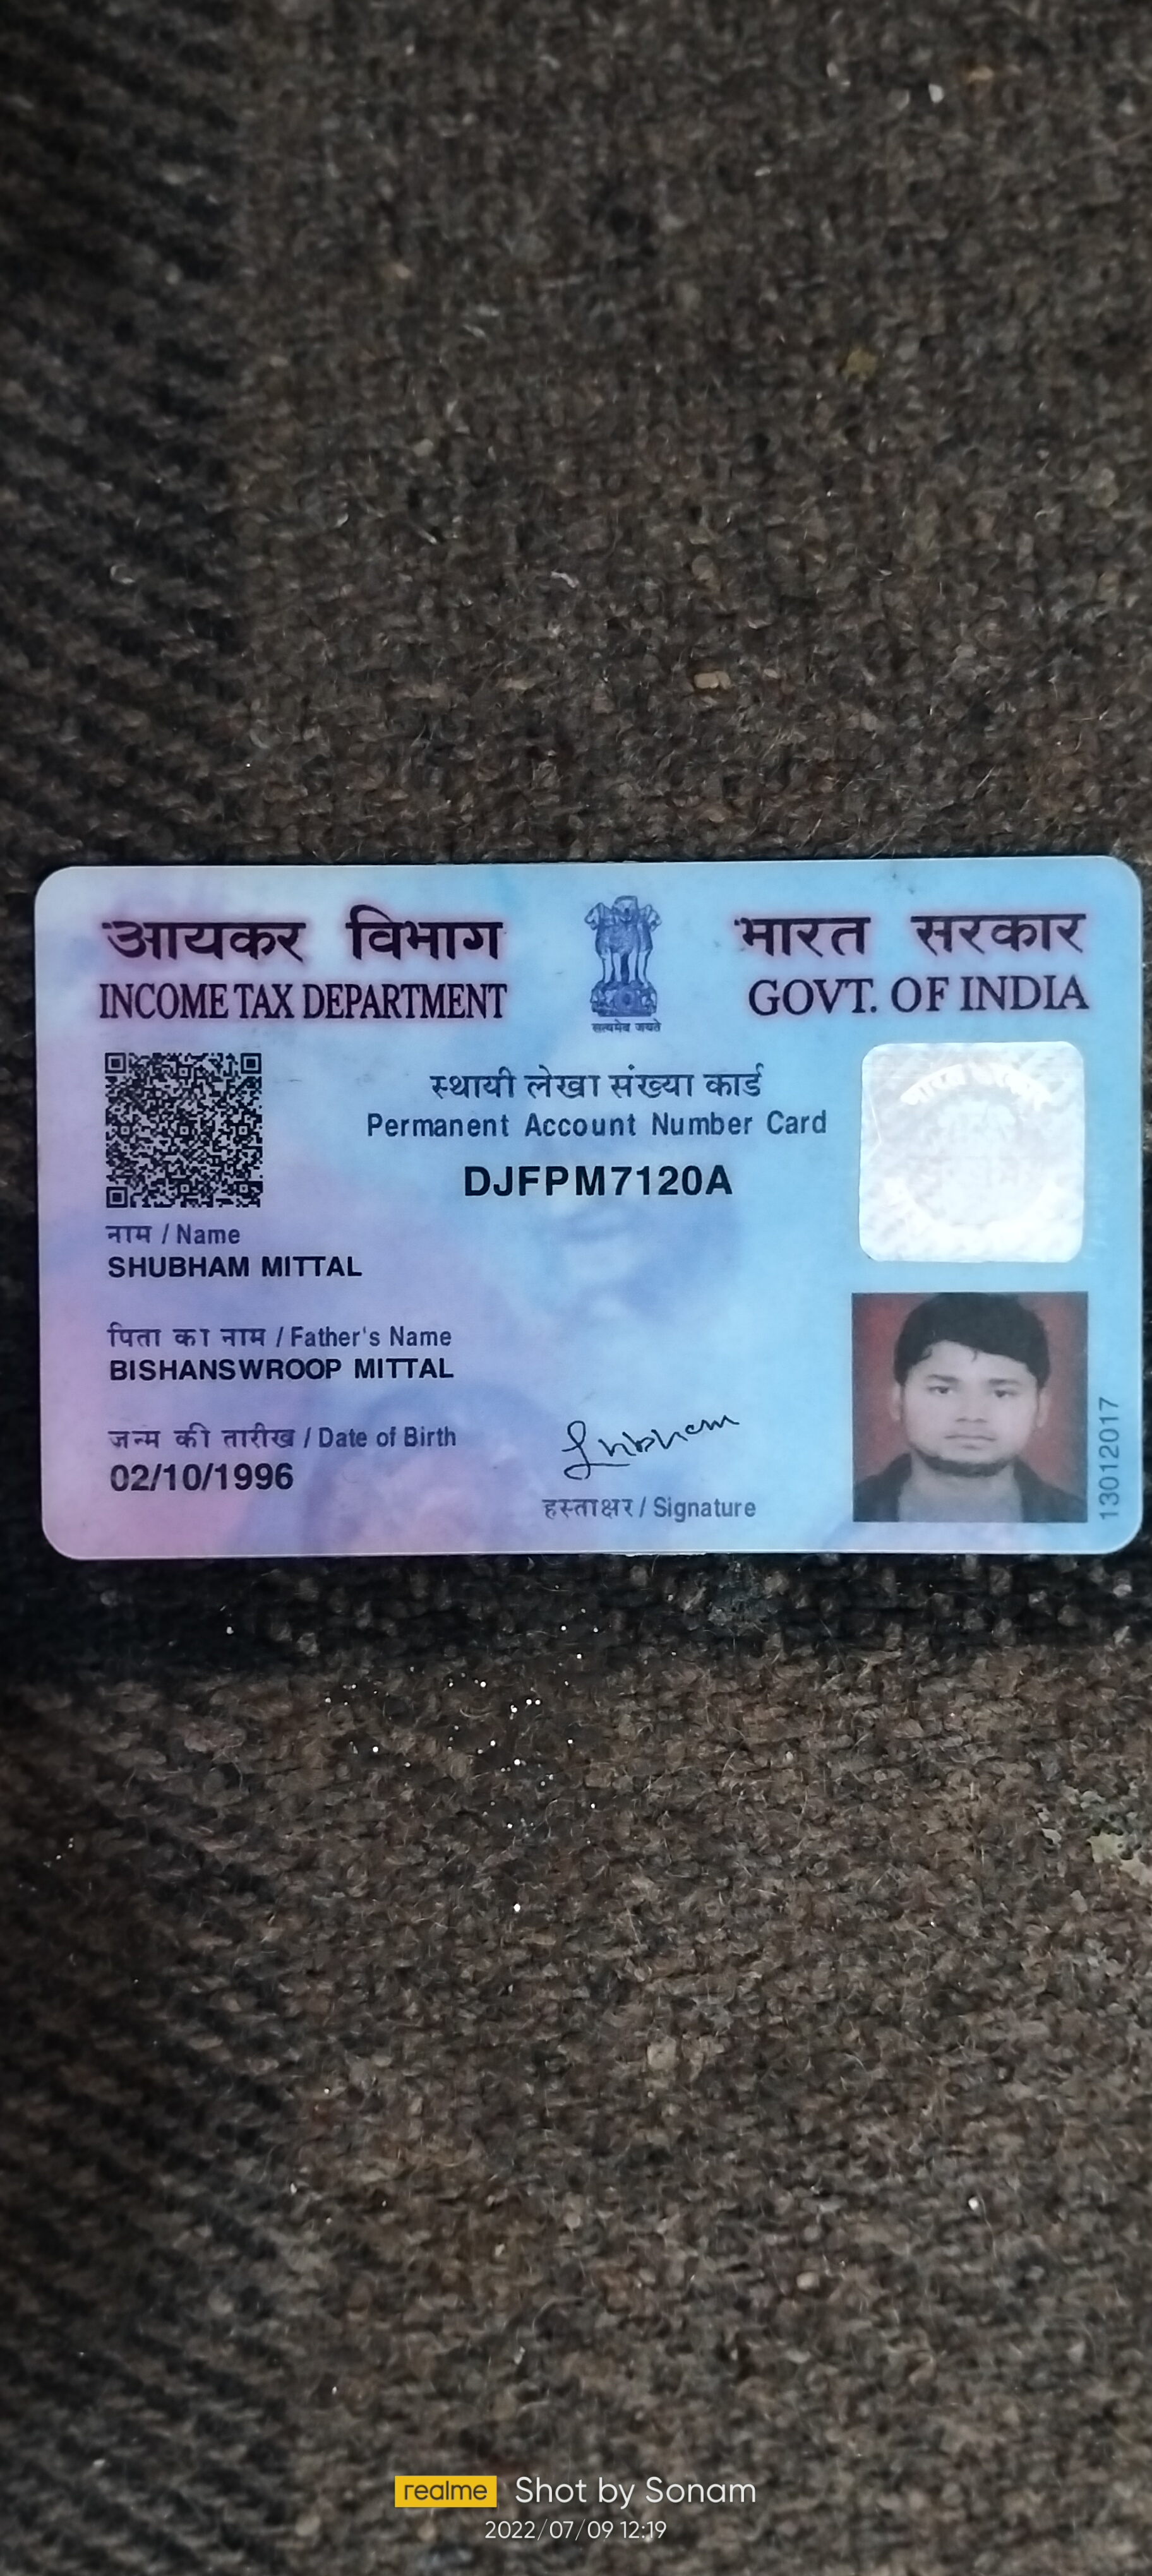 आयकर विभाग
INCOME TAX DEPARTMENT
सत्यमेव जयते
भारत सरकार
GOVT. OF INDIA
स्थायी लेखा संख्या कार्ड
Permanent Account Number Card
DJFPM7120A
नाम / Name
SHUBHAM MITTAL
पिता का नाम / Father's Name
BISHANSWROOP MITTAL
जन्म की तारीख / Date of Birth
02/10/1996
Shubham
हस्ताक्षर / Signature
13012017
realme Shot by Sonam
2022/07/09 12:19